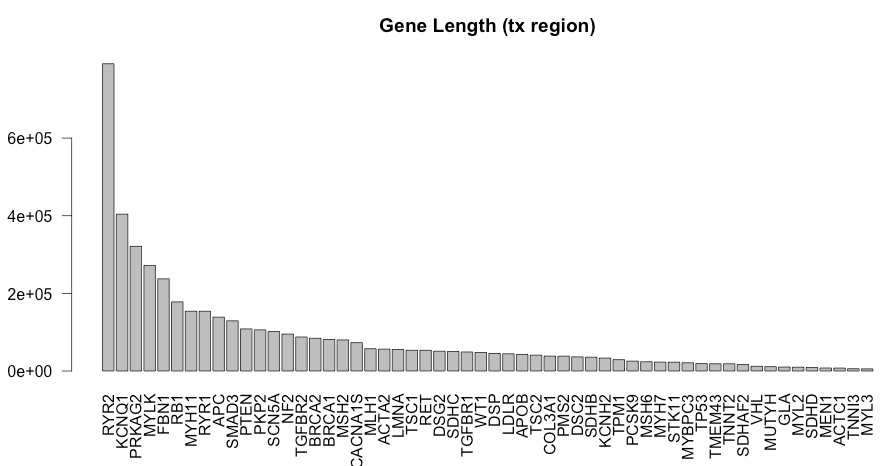 Gene Length (tx region)
6e+05
4e+05
2e+05
0e+00
RYR2
KCNQ1
PRKAG2
MYLK
FBN1
RB1
MYH11
RYR1
APC
SMAD3
PTEN
PKP2
SCN5A
NF2
TGFBR2
BRCA2
BRCA1
MSH2
CACNA1S
MLH1
ACTA2
LMNA
TSC1
RET
DSG2
SDHC
TGFBR1
WT1
DSP
LDLR
APOB
TSC2
COL3A1
PMS2
DSC2
SDHB
KCNH2
TPM1
PCSK9
MSH6
MYH7
STK11
MYBPC3
TP53
TMEM43
TNNT2
SDHAF2
VHL
MUTYH
GLA
MYL2
SDHD
MEN1
ACTC1
TNNI3
MYL3